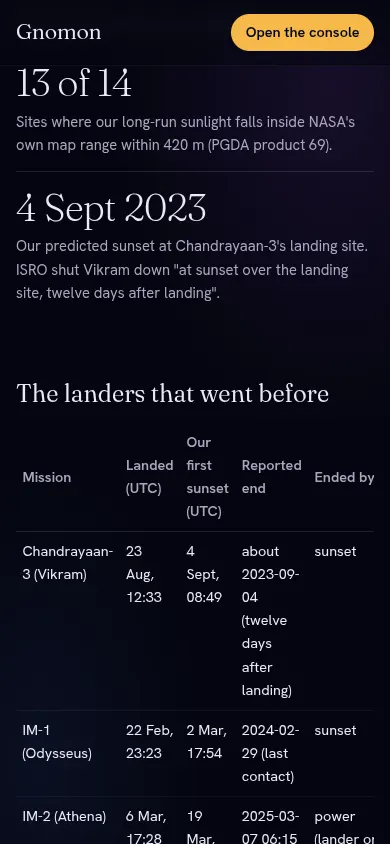 Gnomon
Open the console
13 of 14
Sites where our long-run sunlight falls inside NASA's
own map range within 420 m (PGDA product 69).
4 Sept 2023
Our predicted sunset at Chandrayaan-3's landing site.
ISRO shut Vikram down "at sunset over the landing
site, twelve days after landing".
The landers that went before
Mission
Landed
(UTC)
Our
first
sunset
(UTC)
Reported
end
Ended by
Chandrayaan-
3 (Vikram)
23
Aug,
12:33
4
Sept,
08:49
about
2023-09-
04
(twelve
days
after
landing)
sunset
IM-1
(Odysseus)
22 Feb,
23:23
2 Mar,
17:54
2024-02-
29 (last
contact)
sunset
IM-2 (Athena)
6 Mar,
17:28
19
Mar,
2025-03-
07 06:15
power
(lander